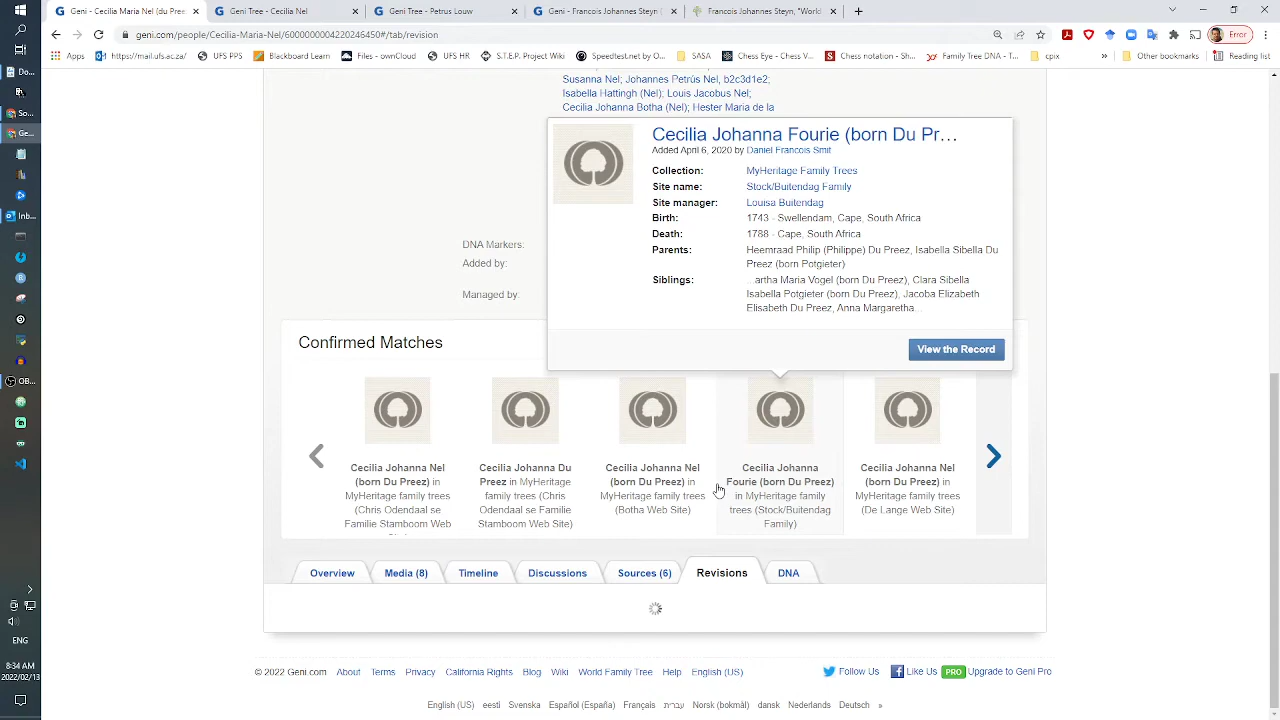 Geni - Cecilia Maria Nel (du Pre
Geni Tree - Cecilia Nel
Geni Tree - Petrus Louw
Geni - Francois Johannes Steyn (
Francois Johannes Steyn, "World
geni.com/people/Cecilia-Maria-Nel/6000000004220246450#/tab/revision
Error
Apps
https://mail.ufs.ac.za
UFS PPS
Blackboard Learn
Files - ownCloud
UFS HR
S.T.E.P. Project Wiki
Speedtest.net by O...
SASA
Chess Eye - Chess V...
Chess notation - Sh...
Family Tree DNA - T...
cpix
»
Reading list
Do...
So...
Ge...
Inb...
OB...
ENG
8:34 AM
Susanna Nel; Johannes Petrús Nel, b2c3d1e2;
Isabella Hattingh (Nel); Louis Jacobus Nel;
Cecilia Johanna Botha (Nel); Hester Maria de la
Cecilia Johanna Fourie (born Du Pr…
Added April 6, 2020 by Daniel Francois Smit
Collection: MyHeritage Family Trees
Site name: Stock/Buitendag Family
Site manager: Louisa Buitendag
Birth: 1743 - Swellendam, Cape, South Africa
Death: 1788 - Cape, South Africa
Parents: Heemraad Philip (Philippe) Du Preez, Isabella Sibella Du
Preez (born Potgieter)
Siblings: ...artha Maria Vogel (born Du Preez), Clara Sibella
Isabella Potgieter (born Du Preez), Jacoba Elizabeth
Elisabeth Du Preez, Anna Margaretha...
View the Record
DNA Markers:
Added by:
Managed by:
Confirmed Matches
Cecilia Johanna Nel
(born Du Preez) in
MyHeritage family trees
(Chris Odendaal se
Familie Stamboom Web
Cecilia Johanna Du
Preez in MyHeritage
family trees (Chris
Odendaal se Familie
Stamboom Web Site)
Cecilia Johanna Nel
(born Du Preez) in
MyHeritage family trees
(Botha Web Site)
Cecilia Johanna
Fourie (born Du Preez)
in MyHeritage family
trees (Stock/Buitendag
Family)
Cecilia Johanna Nel
(born Du Preez) in
MyHeritage family trees
(De Lange Web Site)
Overview
Media (8)
Timeline
Discussions
Sources (6)
Revisions
DNA
© 2022 Geni.com About Terms Privacy California Rights Blog Wiki World Family Tree Help English (US)
Follow Us
Like Us
PRO Upgrade to Geni Pro
English (US) eesti Svenska Español (España) Français עברית Norsk (bokmål) dansk Nederlands Deutsch »